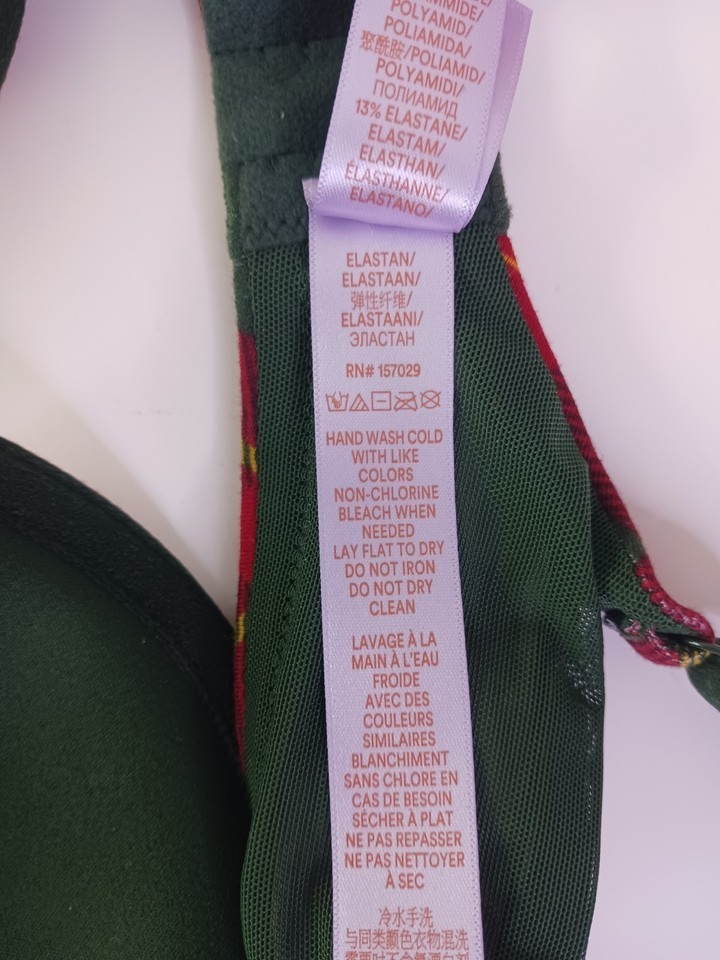 POLYAMID/
POLIAMIDA/
聚酰胺/POLIAMID/
POLYAMIDI/
ПОЛИАМИД
13% ELASTANE/
ELASTAM/
ELASTHAN/
ÉLASTHANNE/
ELASTANO/
ELASTAN/
ELASTAAN/
弹性纤维/
ELASTAANI/
ЭЛАСТАН
RN# 157029
HAND WASH COLD
WITH LIKE
COLORS
NON-CHLORINE
BLEACH WHEN
NEEDED
LAY FLAT TO DRY
DO NOT IRON
DO NOT DRY
CLEAN
LAVAGE À LA
MAIN À L'EAU
FROIDE
AVEC DES
COULEURS
SIMILAIRES
BLANCHIMENT
SANS CHLORE EN
CAS DE BESOIN
SÉCHER À PLAT
NE PAS REPASSER
NE PAS NETTOYER
À SEC
冷水手洗
与同类颜色衣物混洗